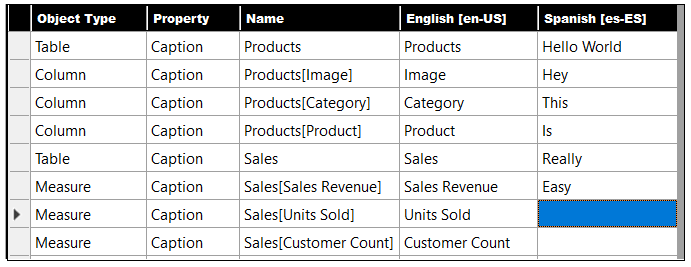 Object Type Property Name English [en-US] Spanish [es-ES]
Table Caption Products Products Hello World
Column Caption Products[Image] Image Hey
Column Caption Products[Category] Category This
Column Caption Products[Product] Product Is
Table Caption Sales Sales Really
Measure Caption Sales[Sales Revenue] Sales Revenue Easy
Measure Caption Sales[Units Sold] Units Sold
Measure Caption Sales[Customer Count] Customer Count